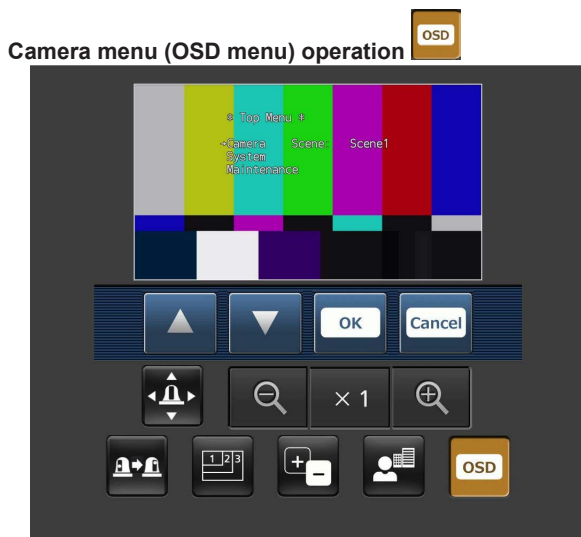 Camera menu (OSD menu) operation OSD
* Top Menu *
→Camera Scene: Scene1
System
Maintenance
OK Cancel
× 1
1 2 3
OSD